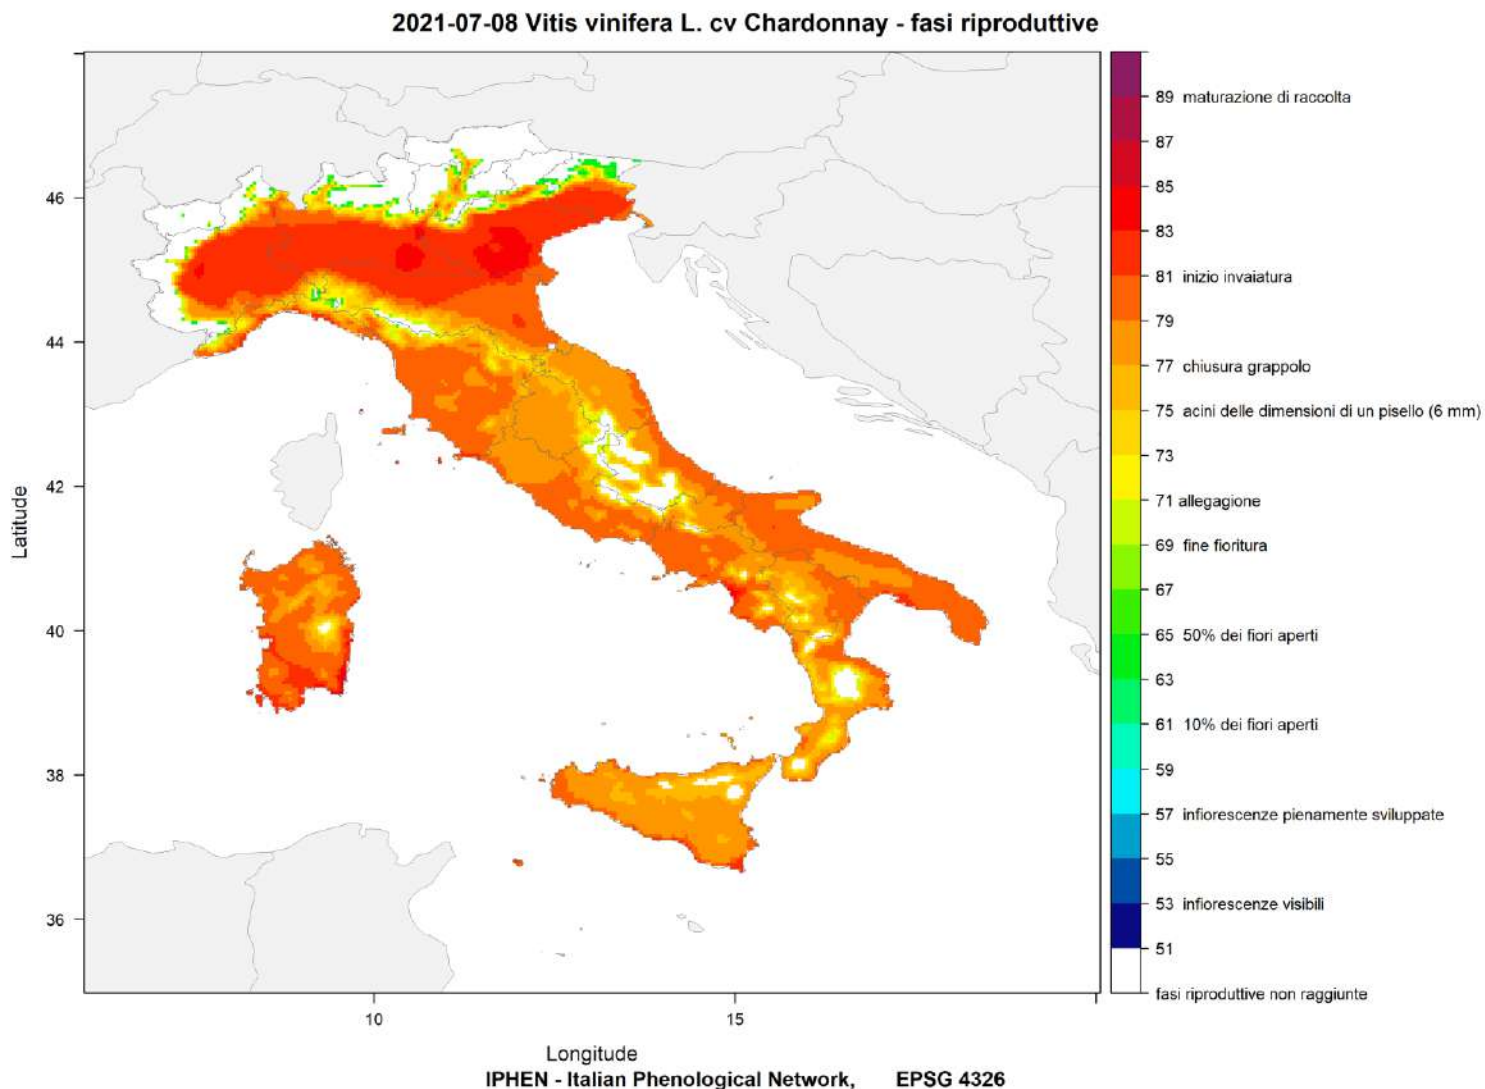 2021-07-08 Vitis vinifera L. cv Chardonnay - fasi riproduttive
Latitude
46
44
42
40
38
36
10
15
Longitude
IPHEN - Italian Phenological Network, EPSG 4326
89 maturazione di raccolta
87
85
83
81 inizio invaiatura
79
77 chiusura grappolo
75 acini delle dimensioni di un pisello (6 mm)
73
71 allegagione
69 fine fioritura
67
65 50% dei fiori aperti
63
61 10% dei fiori aperti
59
57 infiorescenze pienamente sviluppate
55
53 infiorescenze visibili
51
fasi riproduttive non raggiunte